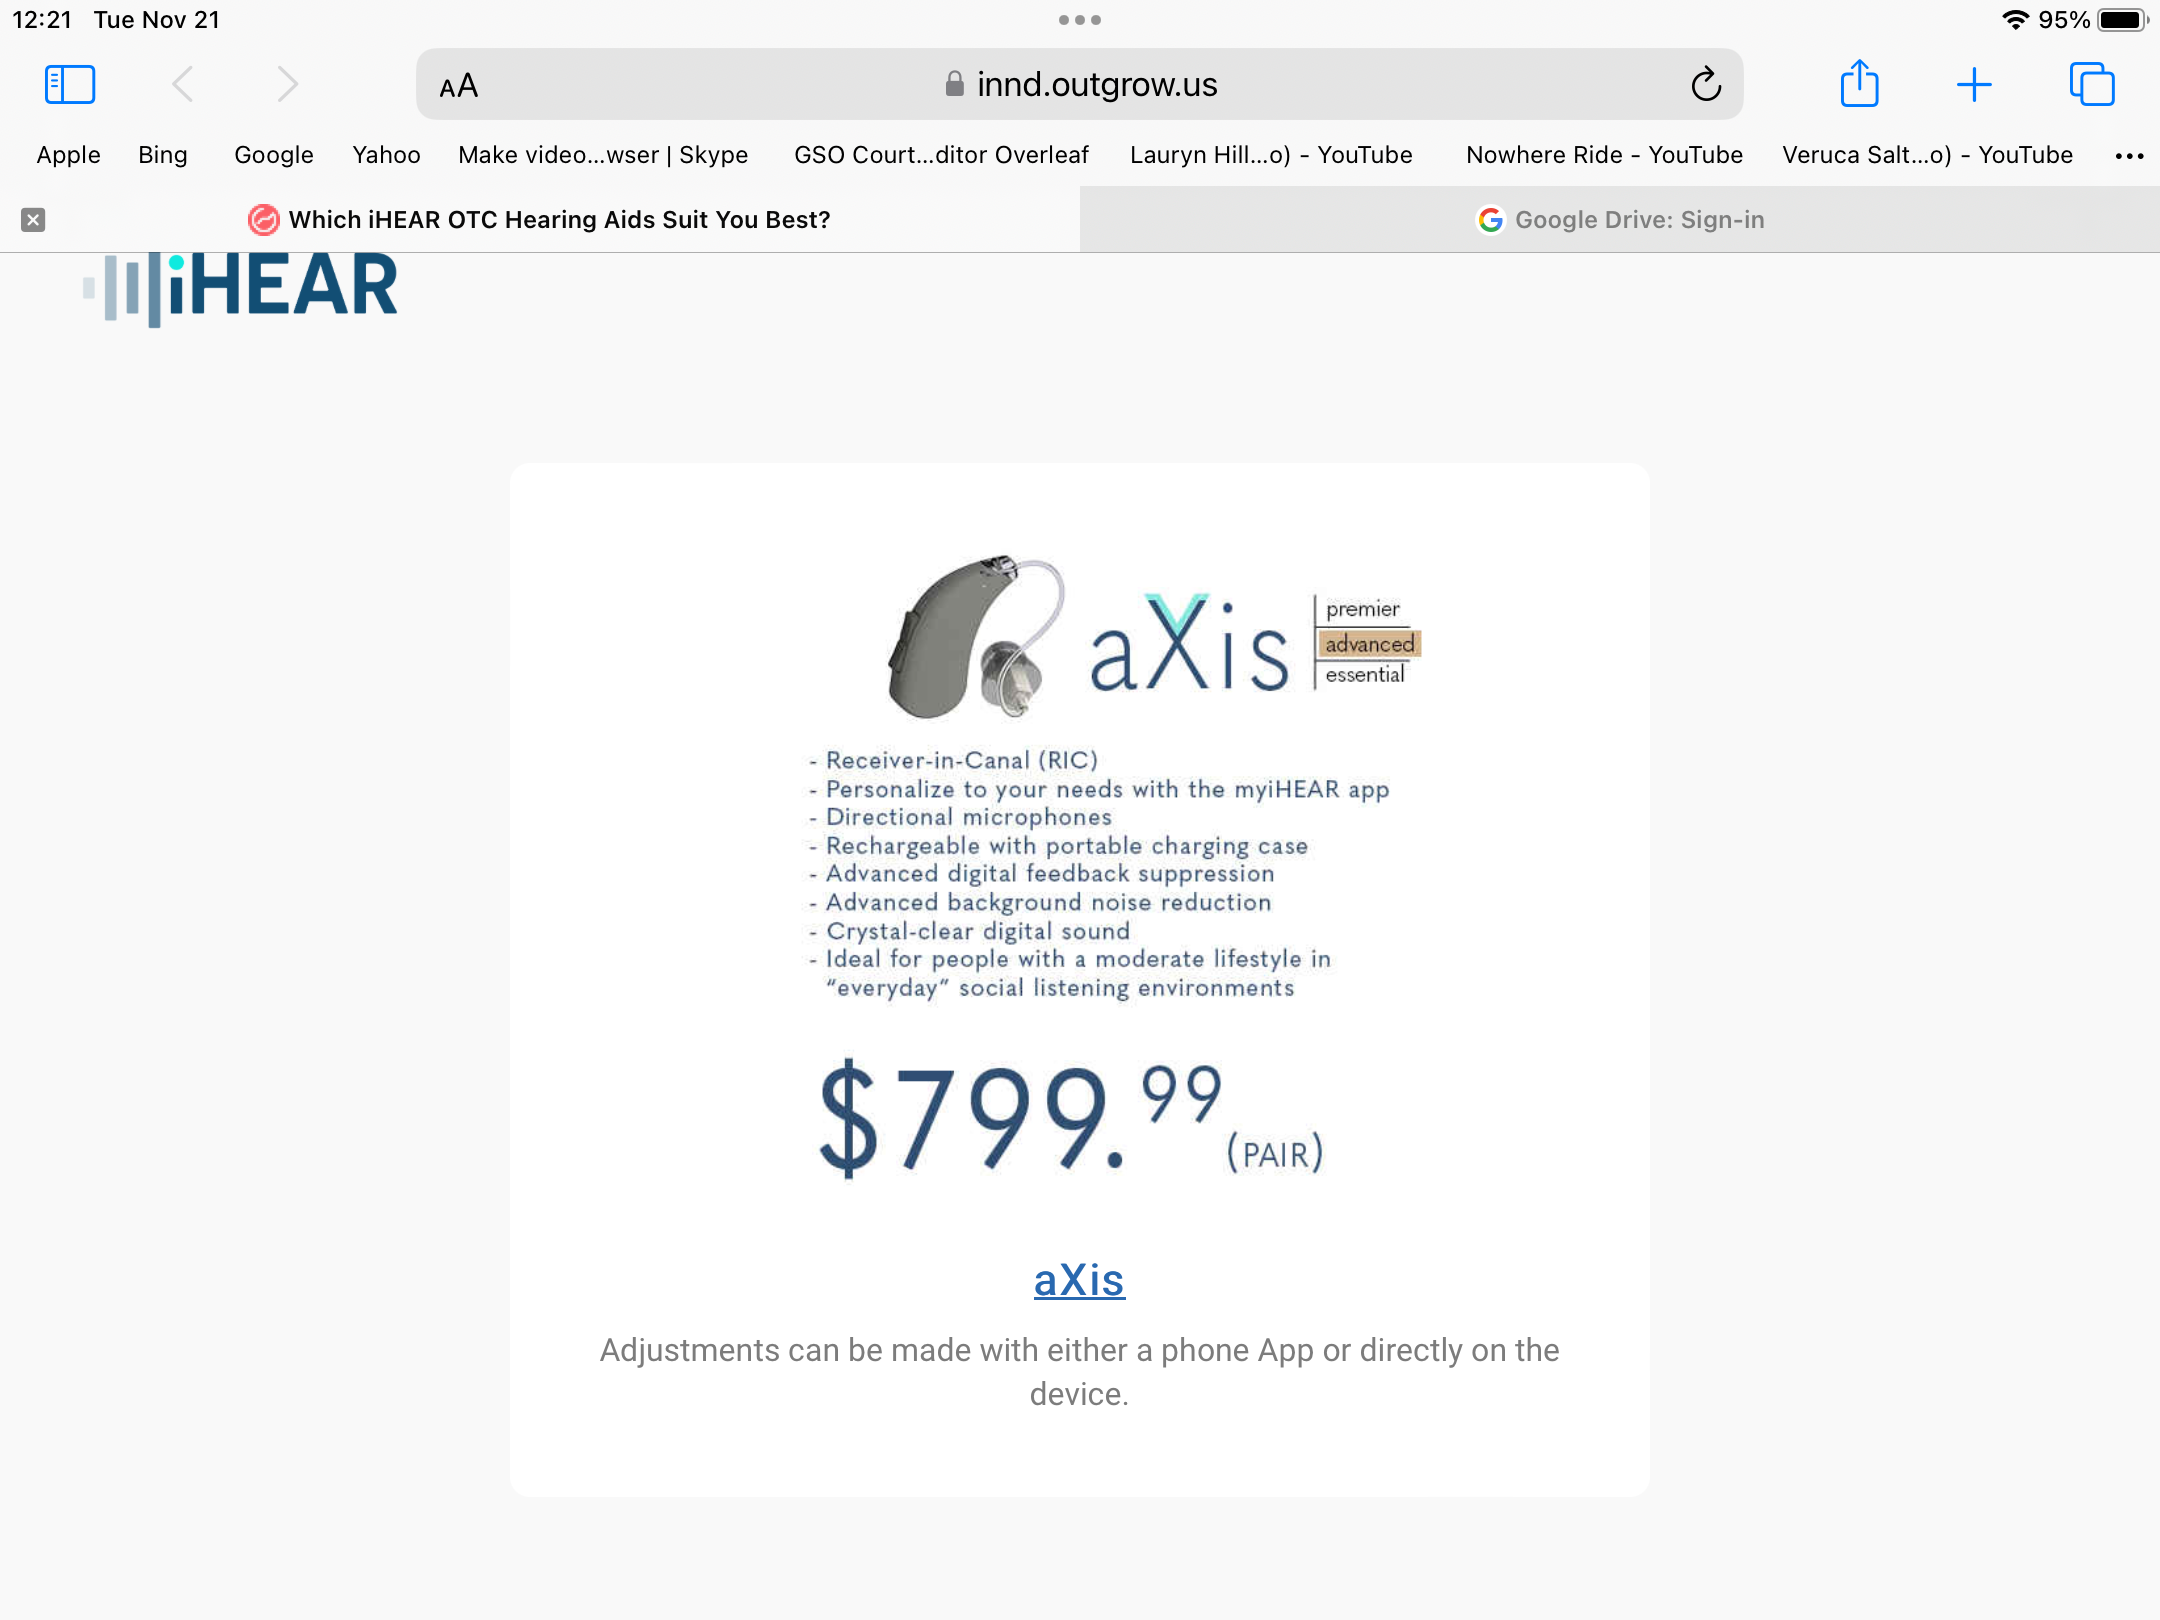 12:21 Tue Nov 21
95%
AA innd.outgrow.us
Apple Bing Google Yahoo Make video...wser | Skype GSO Court...ditor Overleaf Lauryn Hill...o) - YouTube Nowhere Ride - YouTube Veruca Salt...o) - YouTube
Which iHEAR OTC Hearing Aids Suit You Best? Google Drive: Sign-in
iHEAR
aXis
premier
advanced
essential
- Receiver-in-Canal (RIC)
- Personalize to your needs with the myiHEAR app
- Directional microphones
- Rechargeable with portable charging case
- Advanced digital feedback suppression
- Advanced background noise reduction
- Crystal-clear digital sound
- Ideal for people with a moderate lifestyle in
“everyday” social listening environments
$799.99 (PAIR)
aXis
Adjustments can be made with either a phone App or directly on the
device.